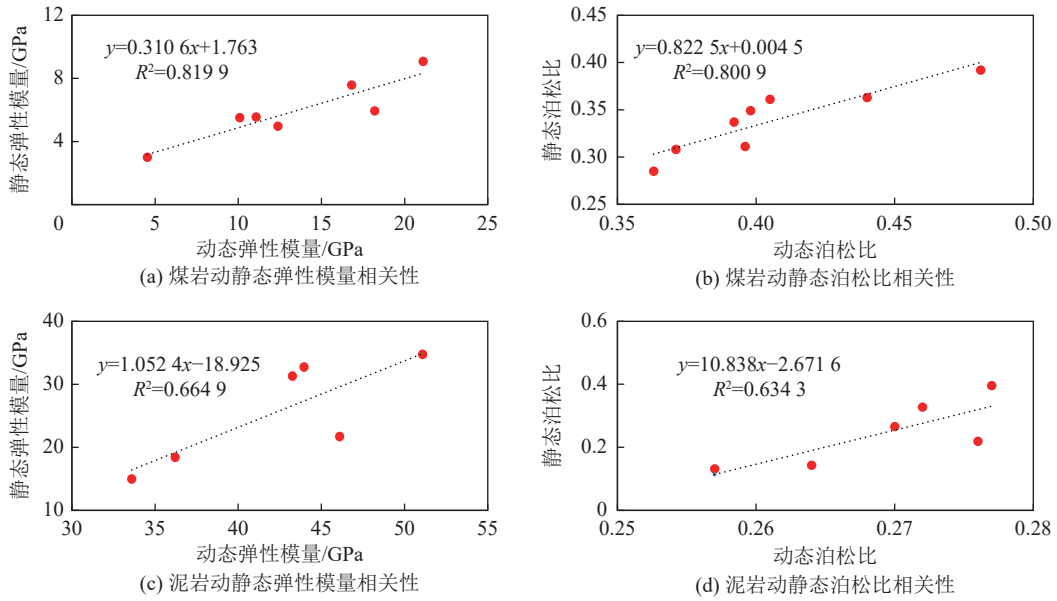 12
8
4
0
静态弹性模量/GPa
y=0.310 6x+1.763
R²=0.819 9
5
10
15
20
25
动态弹性模量/GPa
(a) 煤岩动静态弹性模量相关性
0.45
0.40
0.35
0.30
0.25
静态泊松比
y=0.822 5x+0.004 5
R²=0.800 9
0.35
0.40
0.45
0.50
动态泊松比
(b) 煤岩动静态泊松比相关性
40
30
20
10
静态弹性模量/GPa
y=1.052 4x−18.925
R²=0.664 9
30
35
40
45
50
55
动态弹性模量/GPa
(c) 泥岩动静态弹性模量相关性
0.6
0.4
0.2
0
静态泊松比
y=10.838x−2.671 6
R²=0.634 3
0.25
0.26
0.27
0.28
动态泊松比
(d) 泥岩动静态泊松比相关性